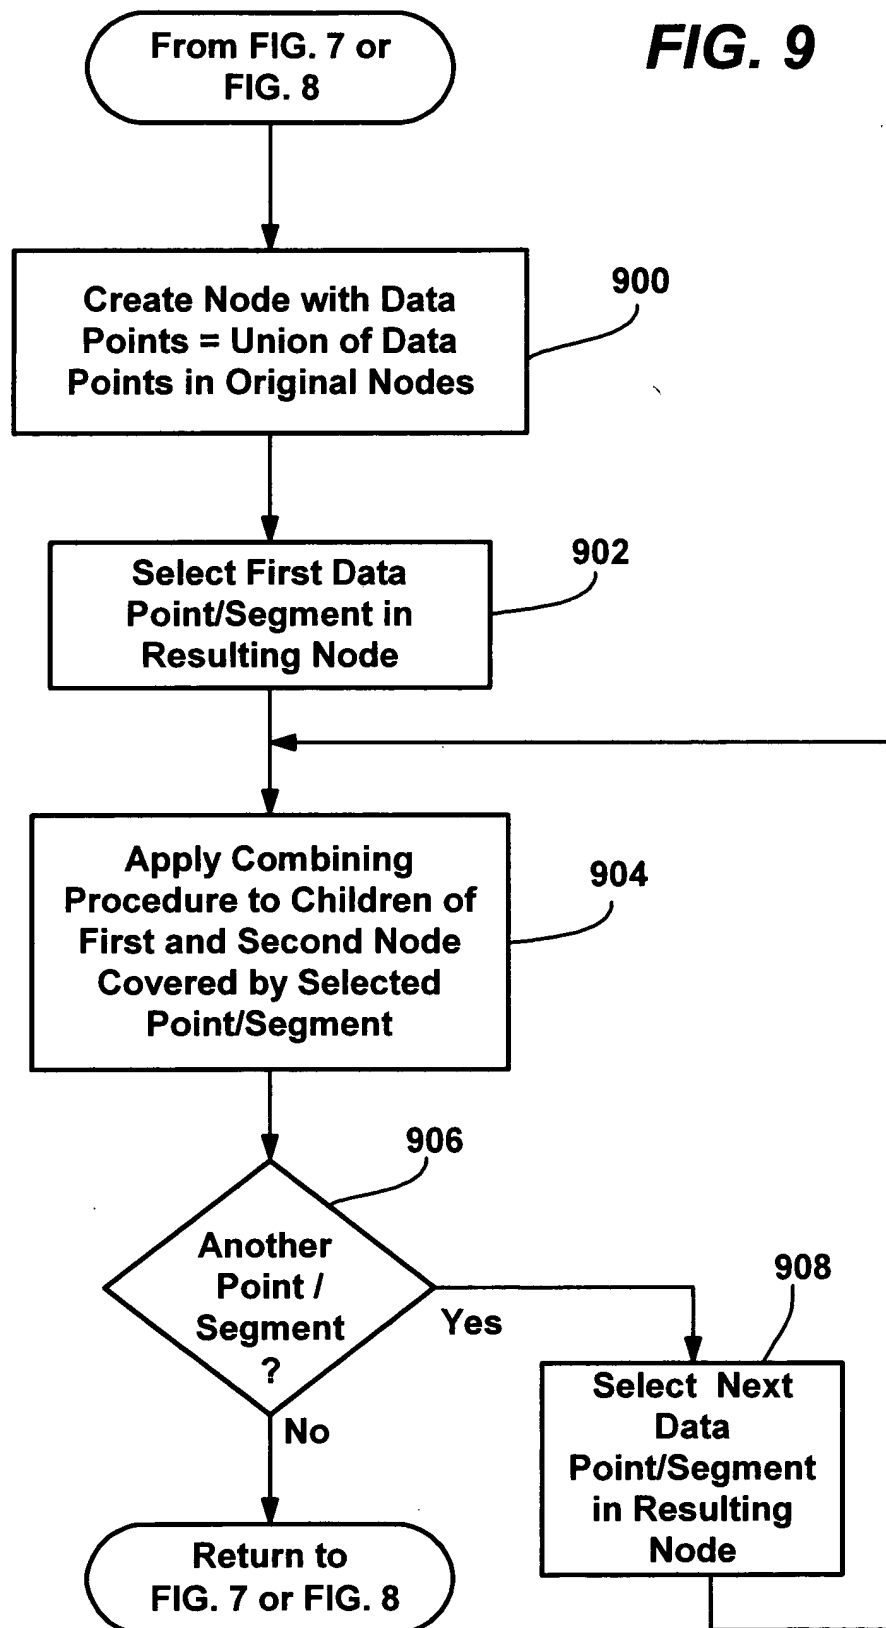 From FIG. 7 or
FIG. 8
FIG. 9
Create Node with Data
Points = Union of Data
Points in Original Nodes
900
Select First Data
Point/Segment in
Resulting Node
902
Apply Combining
Procedure to Children of
First and Second Node
Covered by Selected
Point/Segment
904
906
Another
Point /
Segment
?
Yes
No
908
Select Next
Data
Point/Segment
in Resulting
Node
Return to
FIG. 7 or FIG. 8